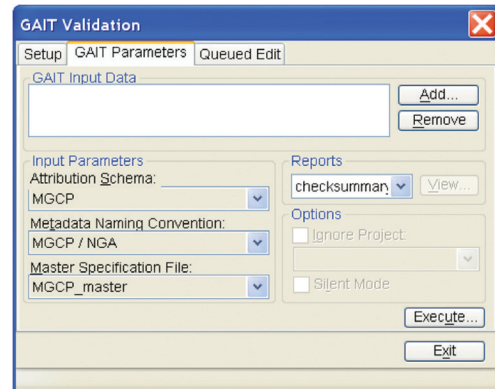 GAIT Validation
Setup GAIT Parameters Queued Edit
GAIT Input Data
Add...
Remove
Input Parameters
Attribution Schema:
MGCP
Metadata Naming Convention:
MGCP / NGA
Master Specification File:
MGCP_master
Reports
checksummary View...
Options
Ignore Project:
Silent Mode
Execute...
Exit